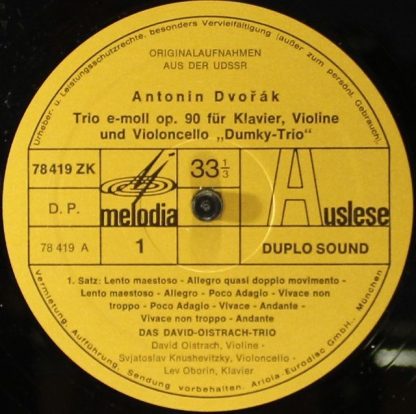 Urheber- u. Leistungsschutzrechte, besonders Vervielfältigung (außer zum persönl. Gebrauch).
ORIGINALAUFNAHMEN
AUS DER UDSSR
Antonin Dvořák
Trio e-moll op. 90 für Klavier, Violine
und Violoncello „Dumky-Trio“
78 419 ZK
33 1/3
D. P.
melodia
Auslese
78 419 A
1
DUPLO SOUND
1. Satz: Lento maestoso - Allegro quasi doppio movimento -
Lento maestoso - Allegro - Poco Adagio - Vivace non
troppo - Poco Adagio - Vivace - Andante -
Vivace non troppo - Andante
DAS DAVID-OISTRACH-TRIO
David Oistrach, Violine -
Svjatoslav Knushevitzky, Violoncello -
Lev Oborin, Klavier
Vermietung, Aufführung, Sendung vorbehalten. Ariola-Eurodisc GmbH., München